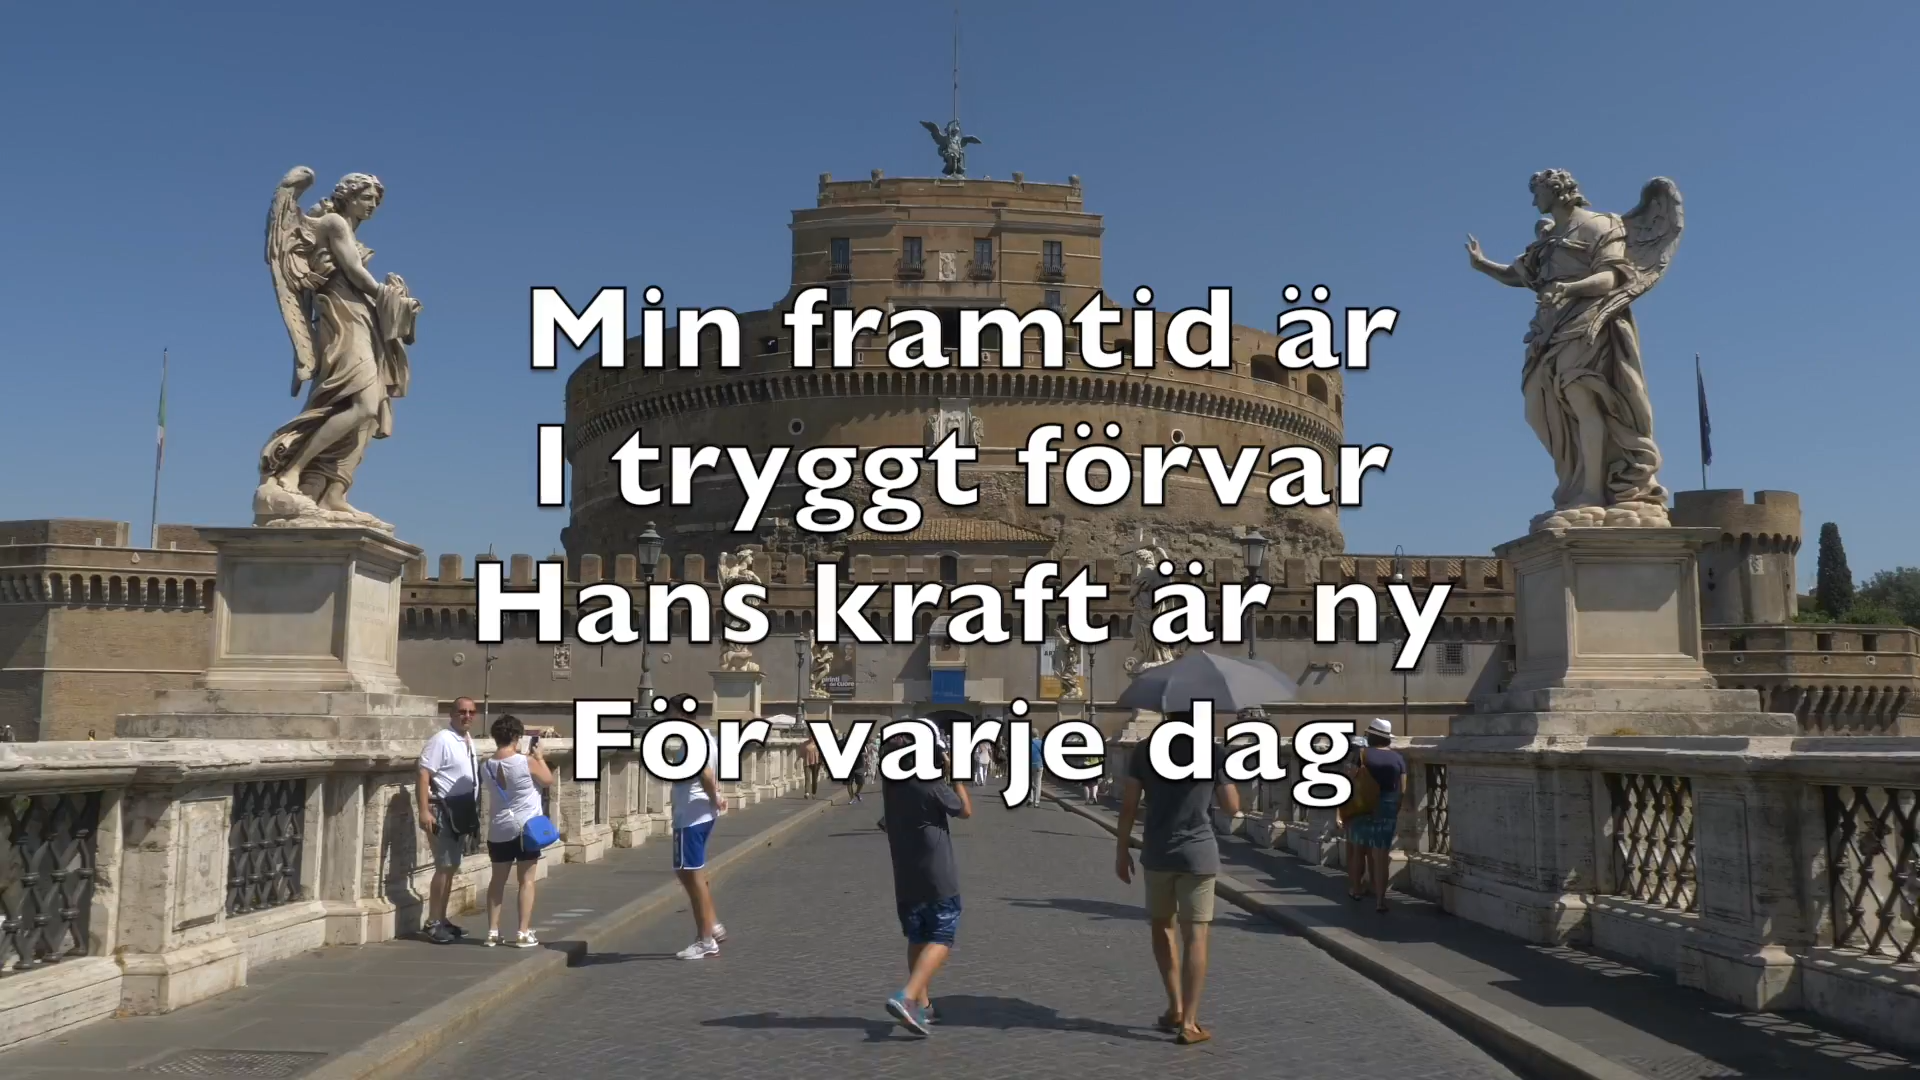 Min framtid är
I tryggt förvar
Hans kraft är ny
För varje dag